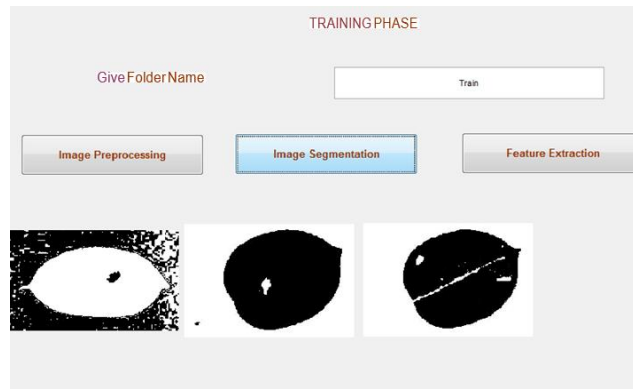 TRAINING PHASE
Give Folder Name
Train
Image Preprocessing
Image Segmentation
Feature Extraction